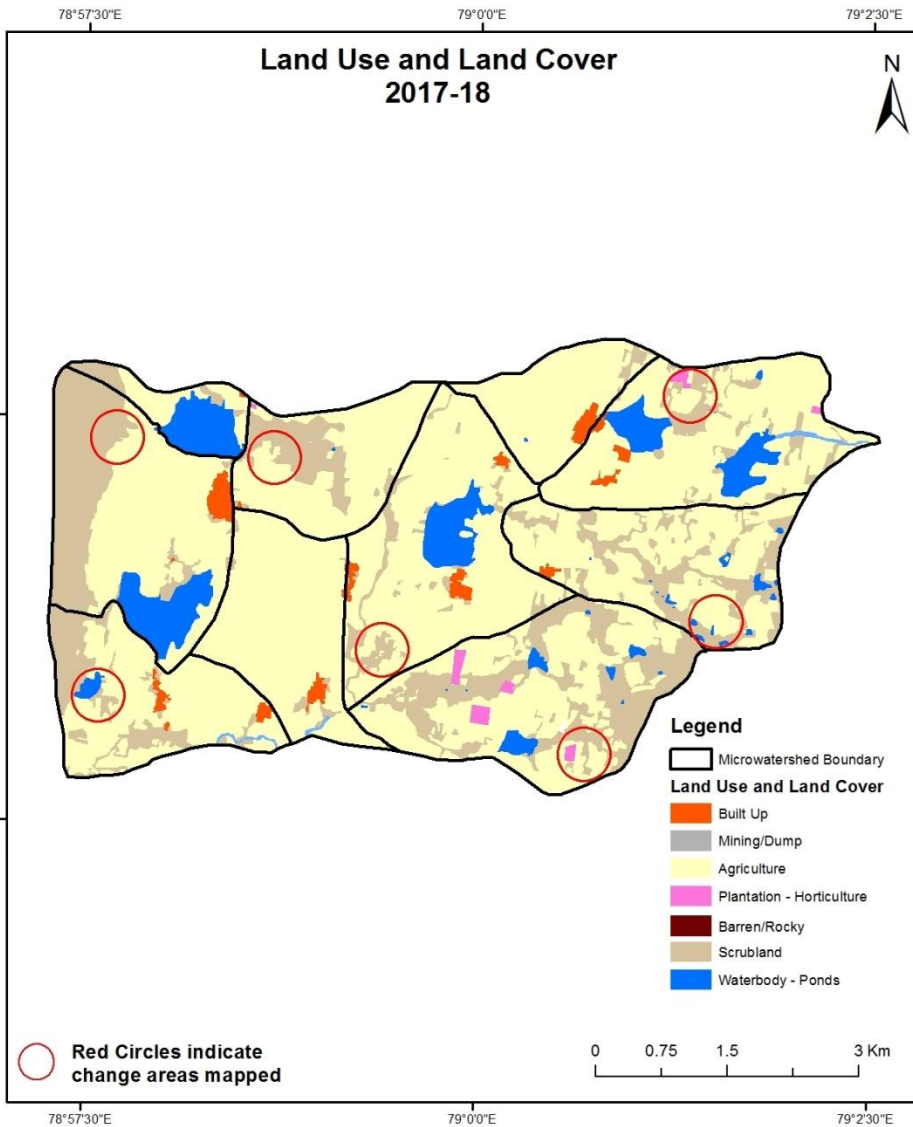 78°57'30"E 79°0'0"E 79°2'30"E
Land Use and Land Cover
2017-18
N
Legend
Microwatershed Boundary
Land Use and Land Cover
Built Up
Mining/Dump
Agriculture
Plantation - Horticulture
Barren/Rocky
Scrubland
Waterbody - Ponds
Red Circles indicate
change areas mapped
0 0.75 1.5 3 Km
78°57'30"E 79°0'0"E 79°2'30"E